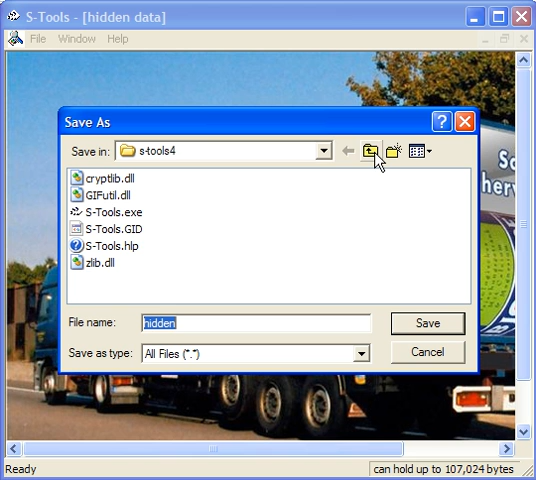 S-Tools - [hidden data]
File Window Help
Save As
Save in: s-tools4
cryptlib.dll
GIFutil.dll
S-Tools.exe
S-Tools.GID
S-Tools.hlp
zlib.dll
File name: hidden Save
Save as type: All Files (*.*) Cancel
Ready can hold up to 107,024 bytes